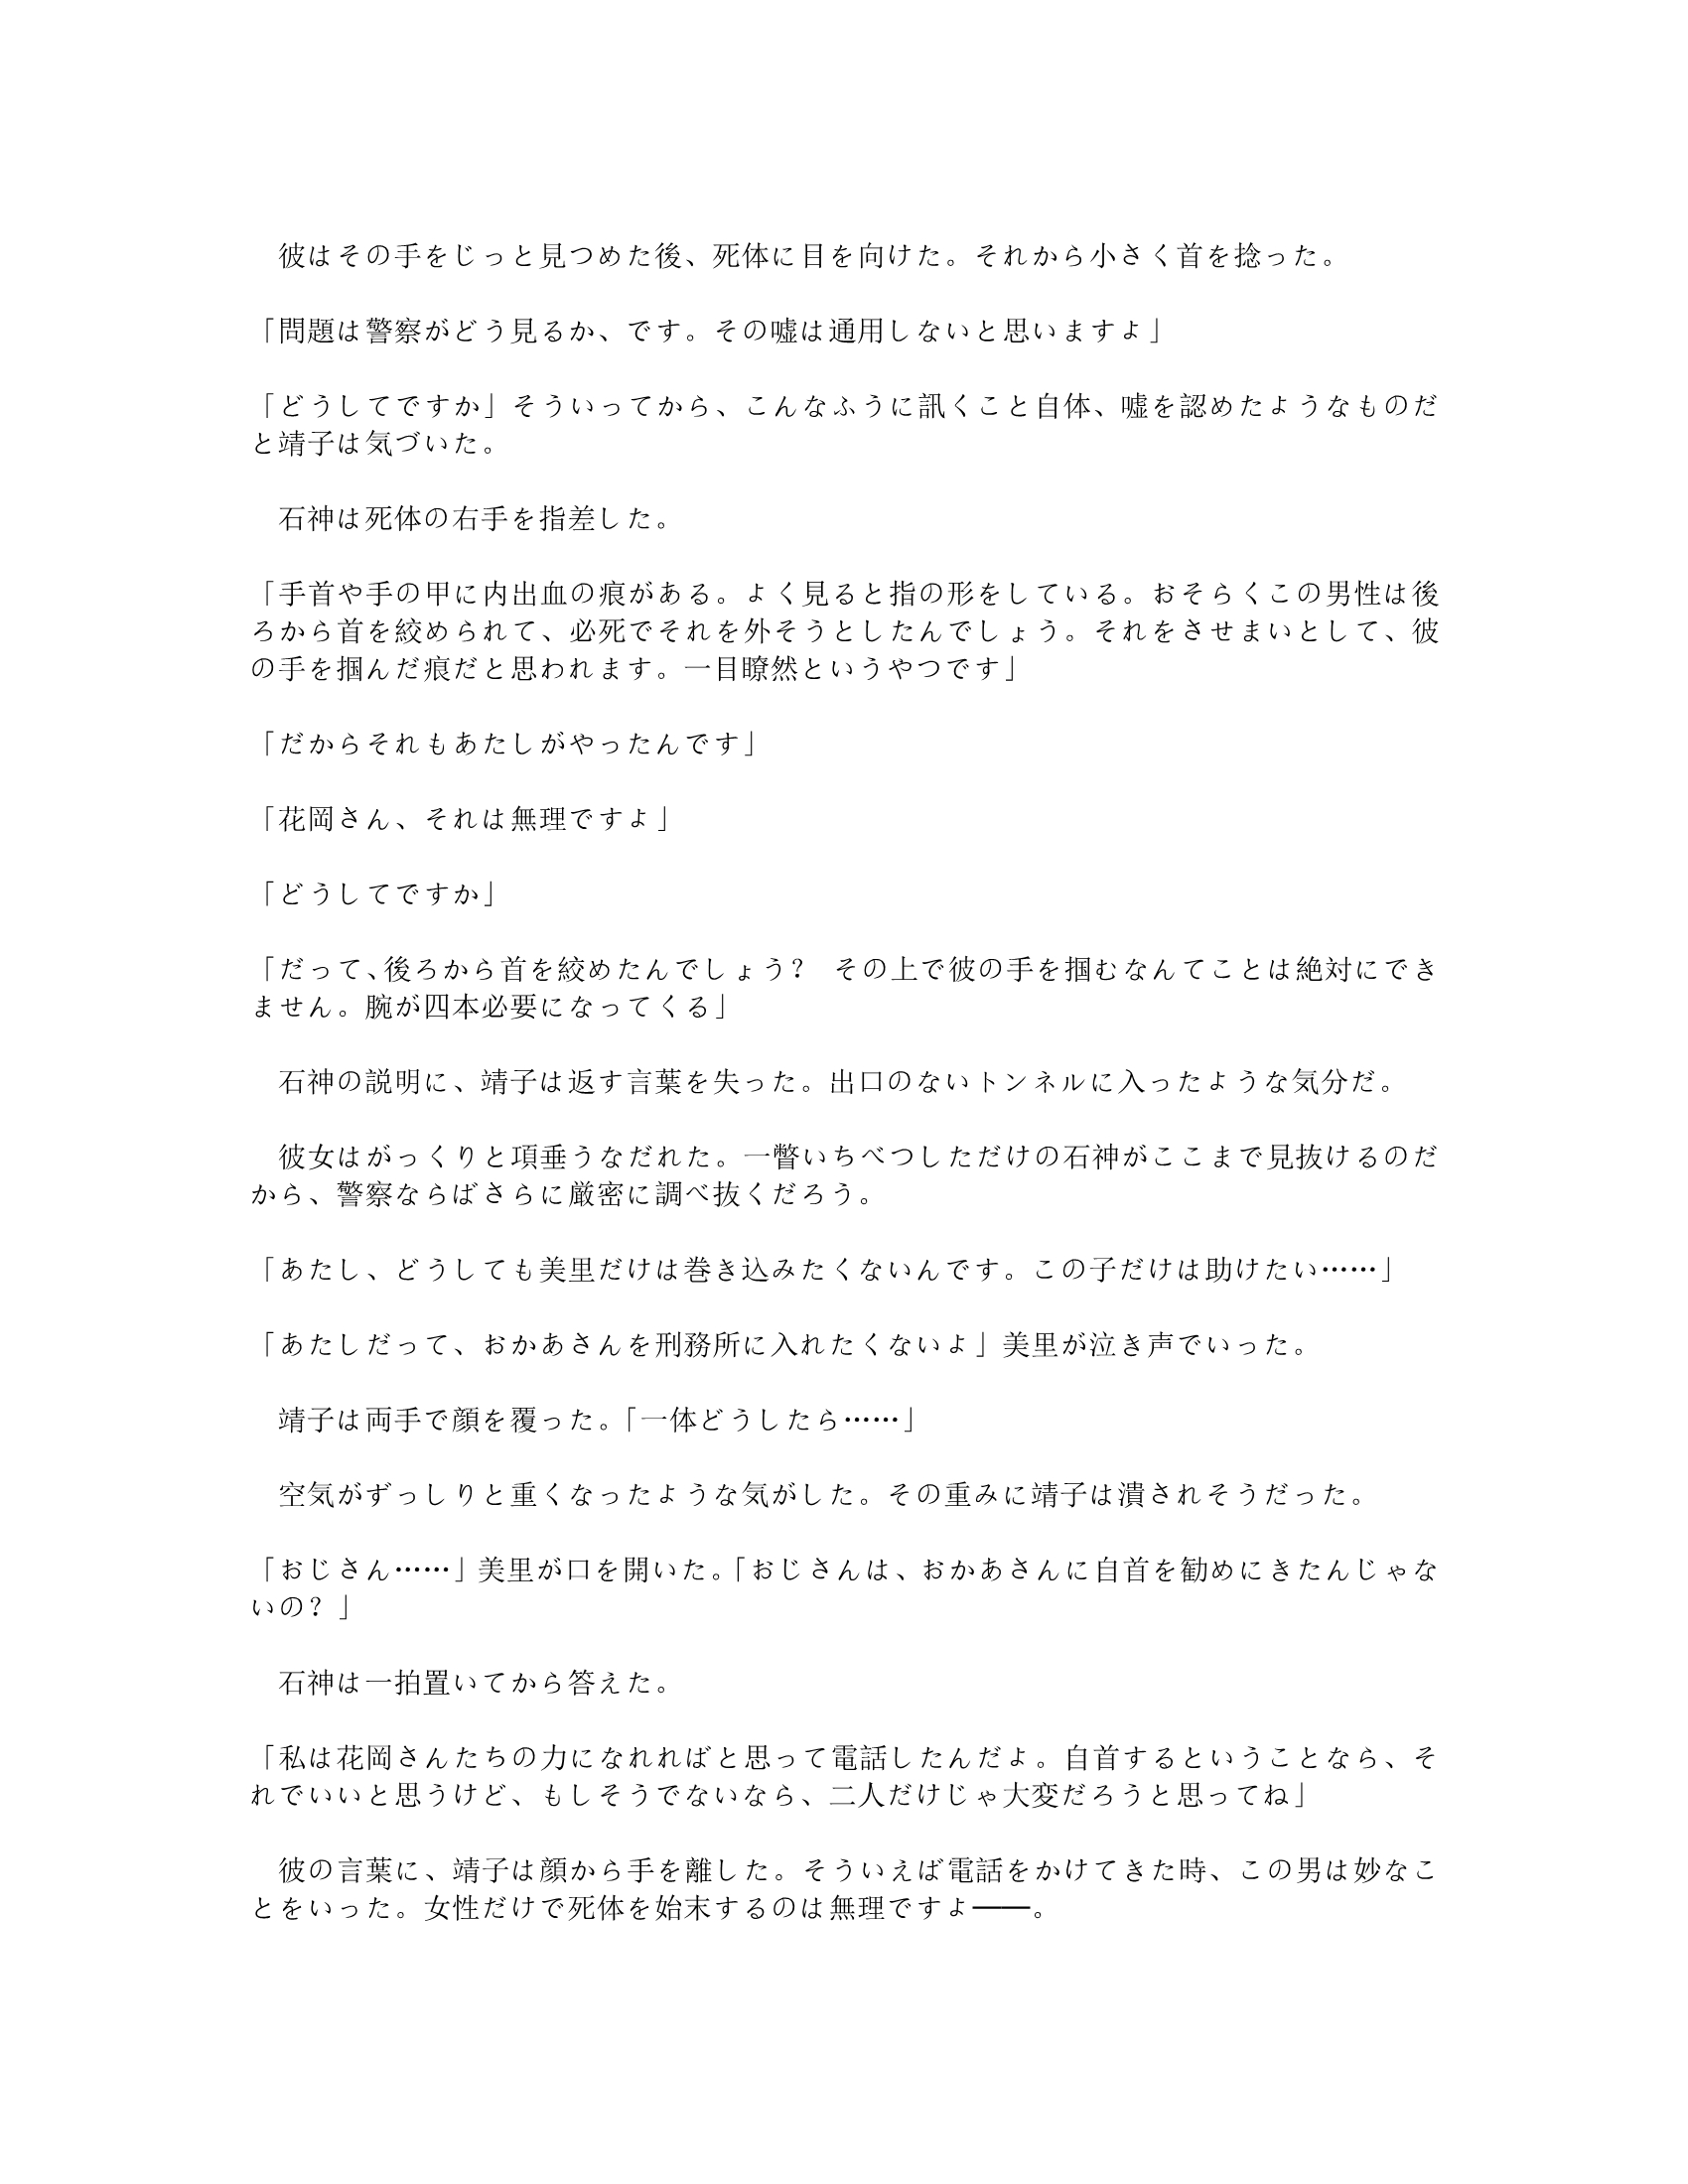 彼はその手をじっと見つめた後、死体に目を向けた。それから小さく首を捻った。
「問題は警察がどう見るか、です。その嘘は通用しないと思いますよ」
「どうしてですか」そういってから、こんなふうに訊くこと自体、嘘を認めたようなものだ
と靖子は気づいた。
　石神は死体の右手を指差した。
「手首や手の甲に内出血の痕がある。よく見ると指の形をしている。おそらくこの男性は後
ろから首を絞められて、必死でそれを外そうとしたんでしょう。それをさせまいとして、彼
の手を掴んだ痕だと思われます。一目瞭然というやつです」
「だからそれもあたしがやったんです」
「花岡さん、それは無理ですよ」
「どうしてですか」
「だって、後ろから首を絞めたんでしょう？　その上で彼の手を掴むなんてことは絶対にでき
ません。腕が四本必要になってくる」
　石神の説明に、靖子は返す言葉を失った。出口のないトンネルに入ったような気分だ。
　彼女はがっくりと項垂うなだれた。一瞥いちべつしただけの石神がここまで見抜けるのだ
から、警察ならばさらに厳密に調べ抜くだろう。
「あたし、どうしても美里だけは巻き込みたくないんです。この子だけは助けたい……」
「あたしだって、おかあさんを刑務所に入れたくないよ」美里が泣き声でいった。
　靖子は両手で顔を覆った。「一体どうしたら……」
　空気がずっしりと重くなったような気がした。その重みに靖子は潰されそうだった。
「おじさん……」美里が口を開いた。「おじさんは、おかあさんに自首を勧めにきたんじゃな
いの？」
　石神は一拍置いてから答えた。
「私は花岡さんたちの力になれればと思って電話したんだよ。自首するということなら、そ
れでいいと思うけど、もしそうでないなら、二人だけじゃ大変だろうと思ってね」
　彼の言葉に、靖子は顔から手を離した。そういえば電話をかけてきた時、この男は妙なこ
とをいった。女性だけで死体を始末するのは無理ですよ――。